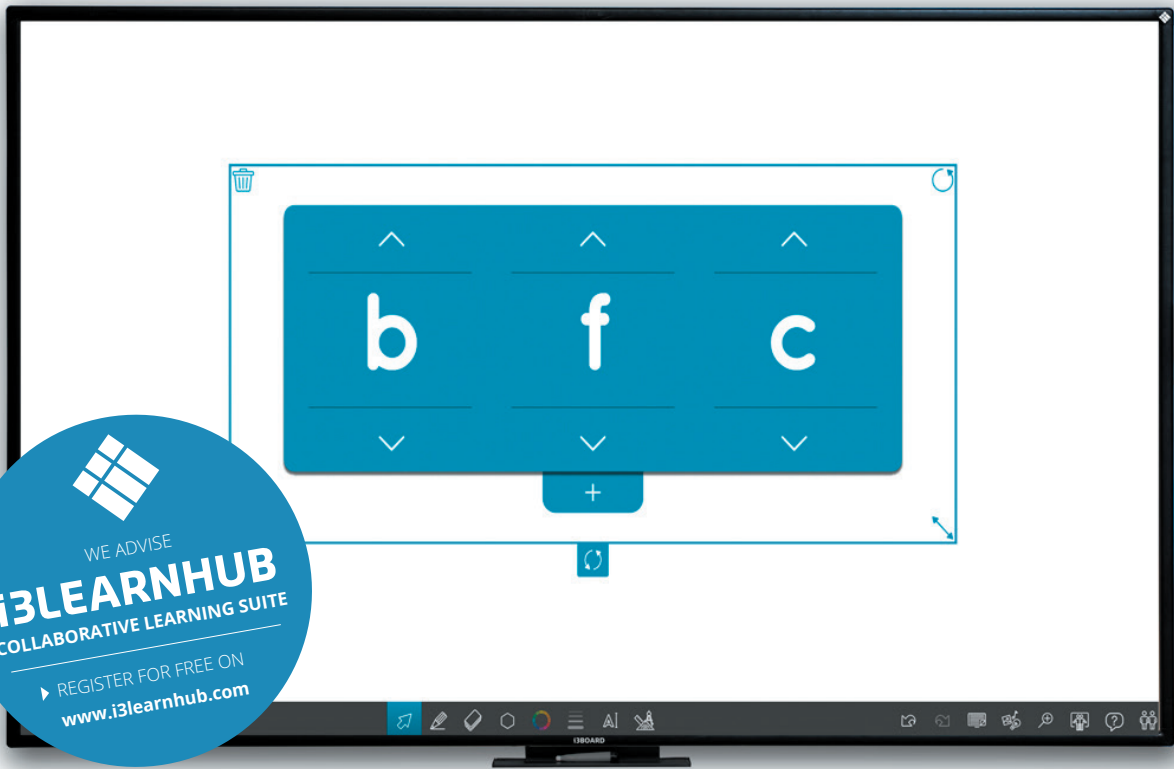 b f c
WE ADVISE
i3LEARNHUB
COLLABORATIVE LEARNING SUITE
REGISTER FOR FREE ON
www.i3learnhub.com
A
i3BOARD